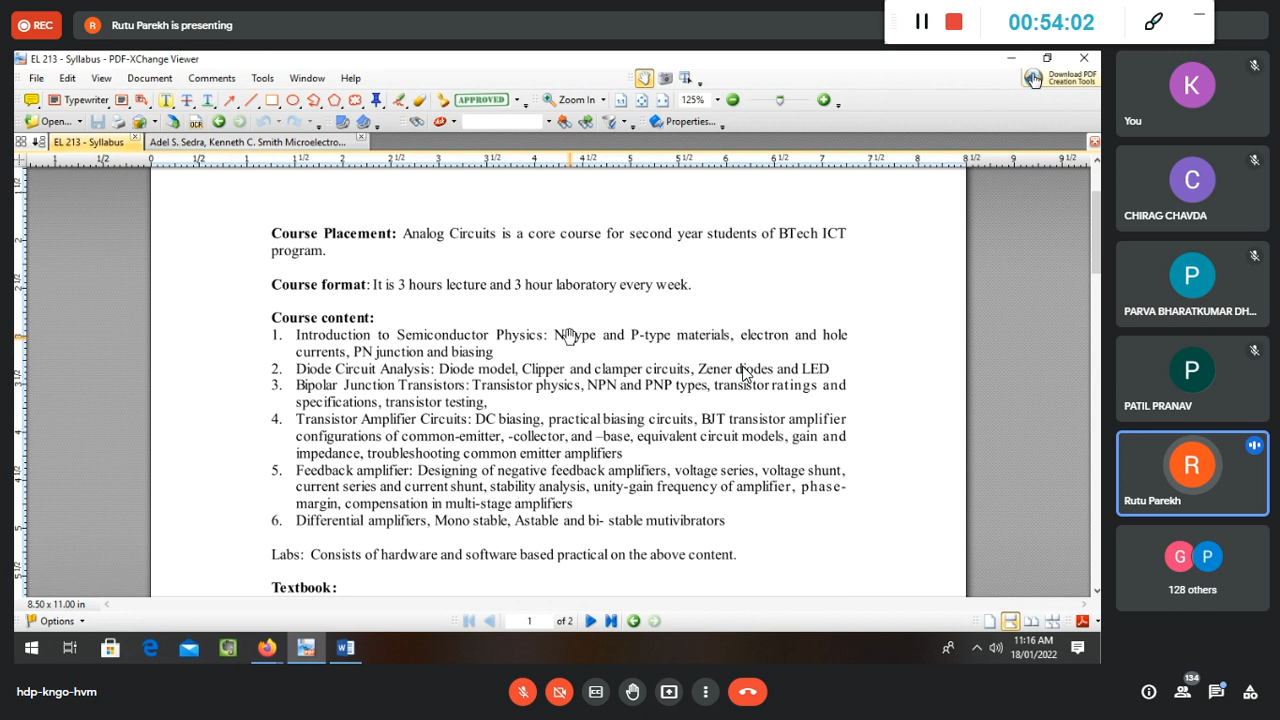 REC
Rutu Parekh is presenting
00:54:02
EL 213 - Syllabus - PDF-XChange Viewer
File Edit View Document Comments Tools Window Help
Download PDF
Creation Tools
Typewriter
APPROVED
Zoom In
125%
Open...
OCR
Properties...
EL 213 - Syllabus
Adel S. Sedra, Kenneth C. Smith Microelectro...
Course Placement: Analog Circuits is a core course for second year students of BTech ICT
program.
Course format: It is 3 hours lecture and 3 hour laboratory every week.
Course content:
1. Introduction to Semiconductor Physics: N-type and P-type materials, electron and hole
currents, PN junction and biasing
2. Diode Circuit Analysis: Diode model, Clipper and clamper circuits, Zener diodes and LED
3. Bipolar Junction Transistors: Transistor physics, NPN and PNP types, transistor ratings and
specifications, transistor testing,
4. Transistor Amplifier Circuits: DC biasing, practical biasing circuits, BJT transistor amplifier
configurations of common-emitter, -collector, and –base, equivalent circuit models, gain and
impedance, troubleshooting common emitter amplifiers
5. Feedback amplifier: Designing of negative feedback amplifiers, voltage series, voltage shunt,
current series and current shunt, stability analysis, unity-gain frequency of amplifier, phase-
margin, compensation in multi-stage amplifiers
6. Differential amplifiers, Mono stable, Astable and bi- stable mutivibrators
Labs: Consists of hardware and software based practical on the above content.
Textbook:
8.50 x 11.00 in
Options
1 of 2
11:16 AM
18/01/2022
K
You
C
CHIRAG CHAVDA
P
PARVA BHARATKUMAR DH...
P
PATIL PRANAV
R
Rutu Parekh
G P
128 others
hdp-kngo-hvm
134